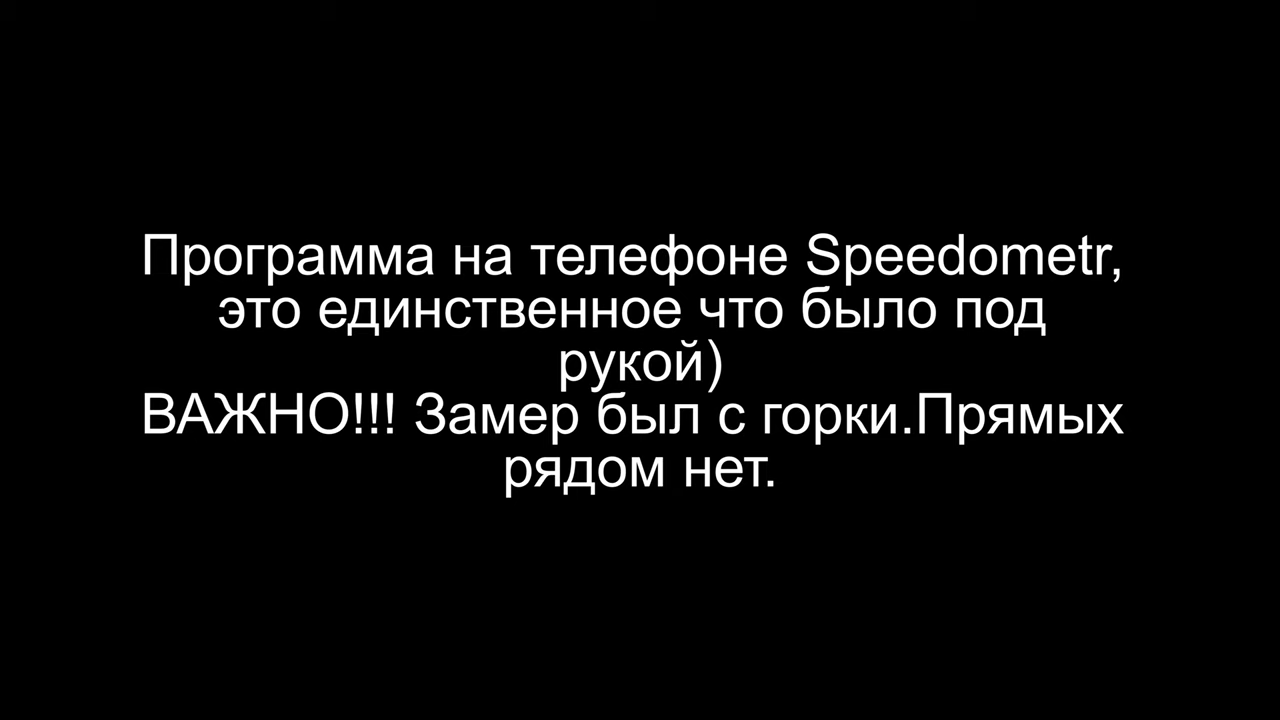 Программа на телефоне Speedometr,
это единственное что было под
рукой)
ВАЖНО!!! Замер был с горки.Прямых
рядом нет.